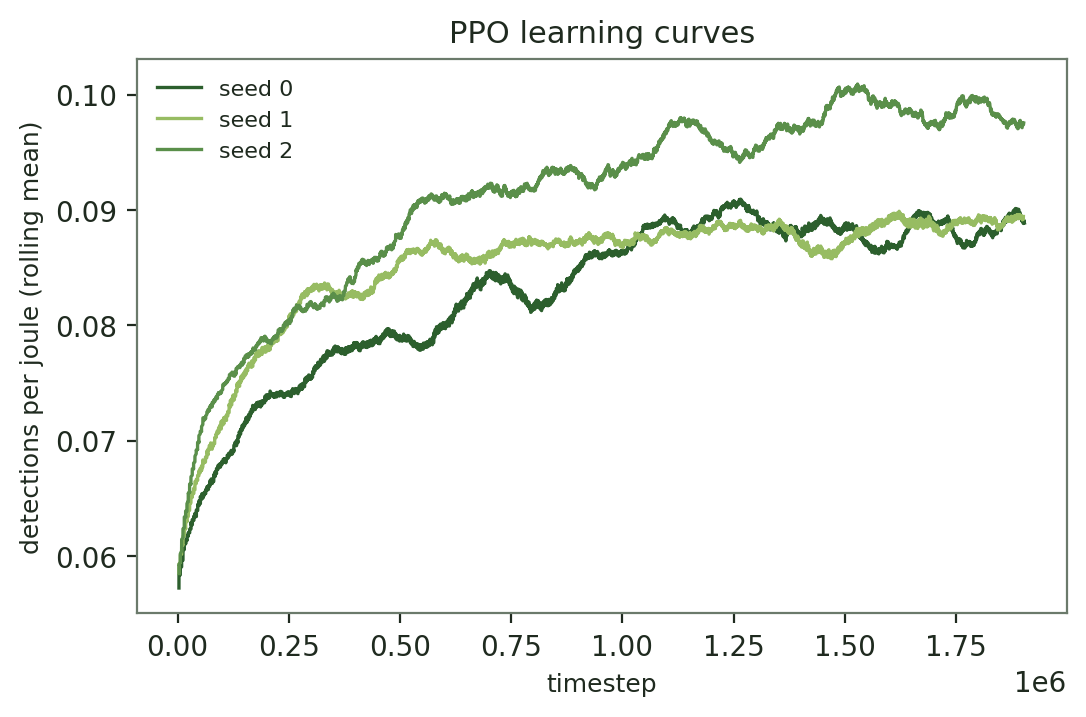 PPO learning curves
seed 0
seed 1
seed 2
detections per joule (rolling mean)
0.10
0.09
0.08
0.07
0.06
0.00 0.25 0.50 0.75 1.00 1.25 1.50 1.75
timestep
1e6